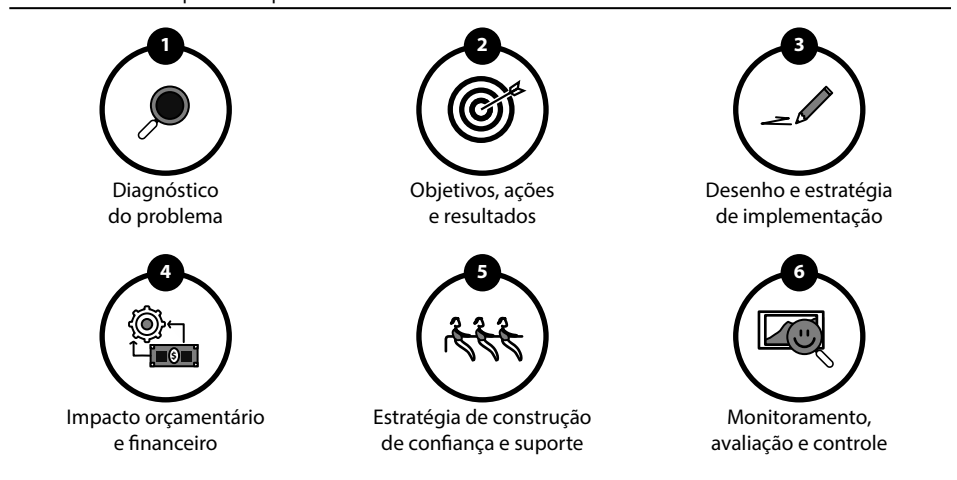 1
2
3
Diagnóstico
do problema
Objetivos, ações
e resultados
Desenho e estratégia
de implementação
4
5
6
$
Impacto orçamentário
e financeiro
Estratégia de construção
de confiança e suporte
Monitoramento,
avaliação e controle